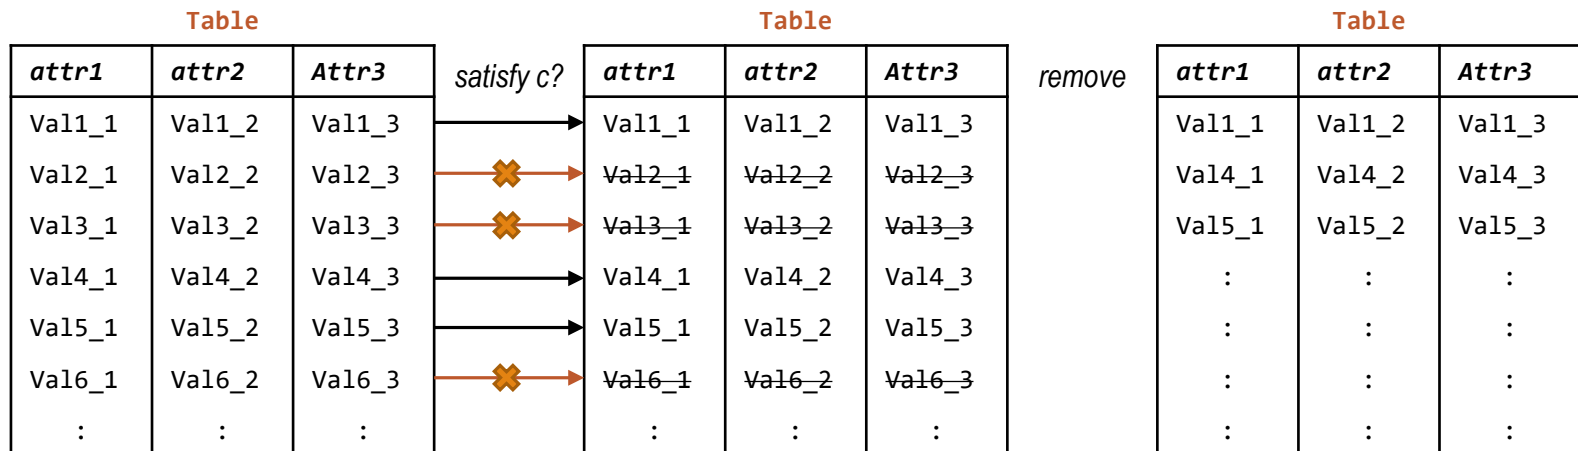 Table Table Table
attr1 attr2 Attr3 satisfy c? attr1 attr2 Attr3 remove attr1 attr2 Attr3
Val1_1 Val1_2 Val1_3 Val1_1 Val1_2 Val1_3 Val1_1 Val1_2 Val1_3
Val2_1 Val2_2 Val2_3 Val2_1 Val2_2 Val2_3 Val4_1 Val4_2 Val4_3
Val3_1 Val3_2 Val3_3 Val3_1 Val3_2 Val3_3 Val5_1 Val5_2 Val5_3
Val4_1 Val4_2 Val4_3 Val4_1 Val4_2 Val4_3 : : :
Val5_1 Val5_2 Val5_3 Val5_1 Val5_2 Val5_3 : : :
Val6_1 Val6_2 Val6_3 Val6_1 Val6_2 Val6_3 : : :
: : : : : : : : :